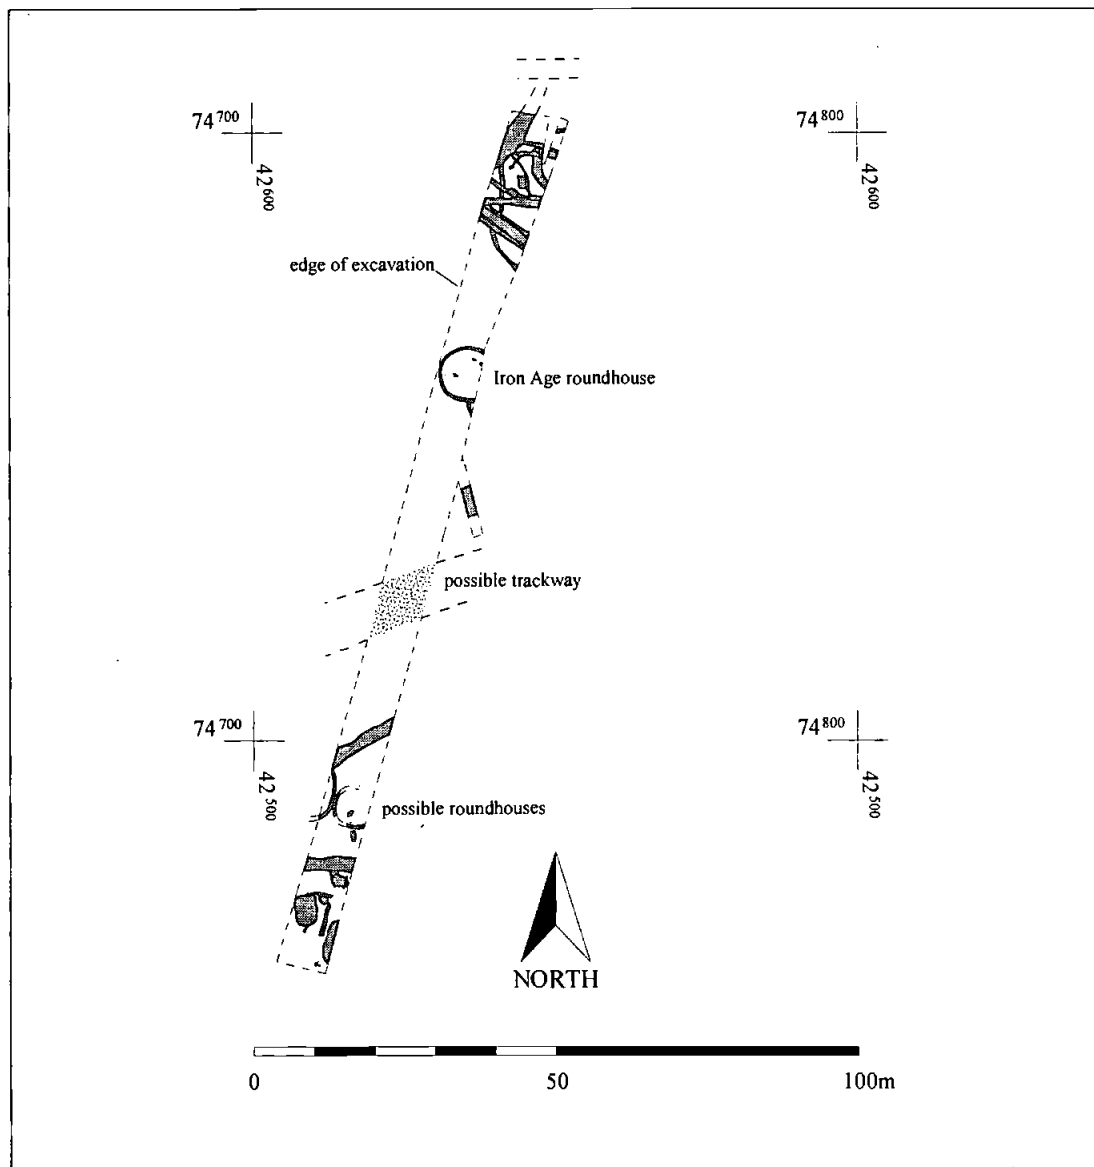 74 700
42 600
74 800
42 600
edge of excavation
Iron Age roundhouse
possible trackway
74 700
42 500
74 800
42 500
possible roundhouses
NORTH
0 50 100m